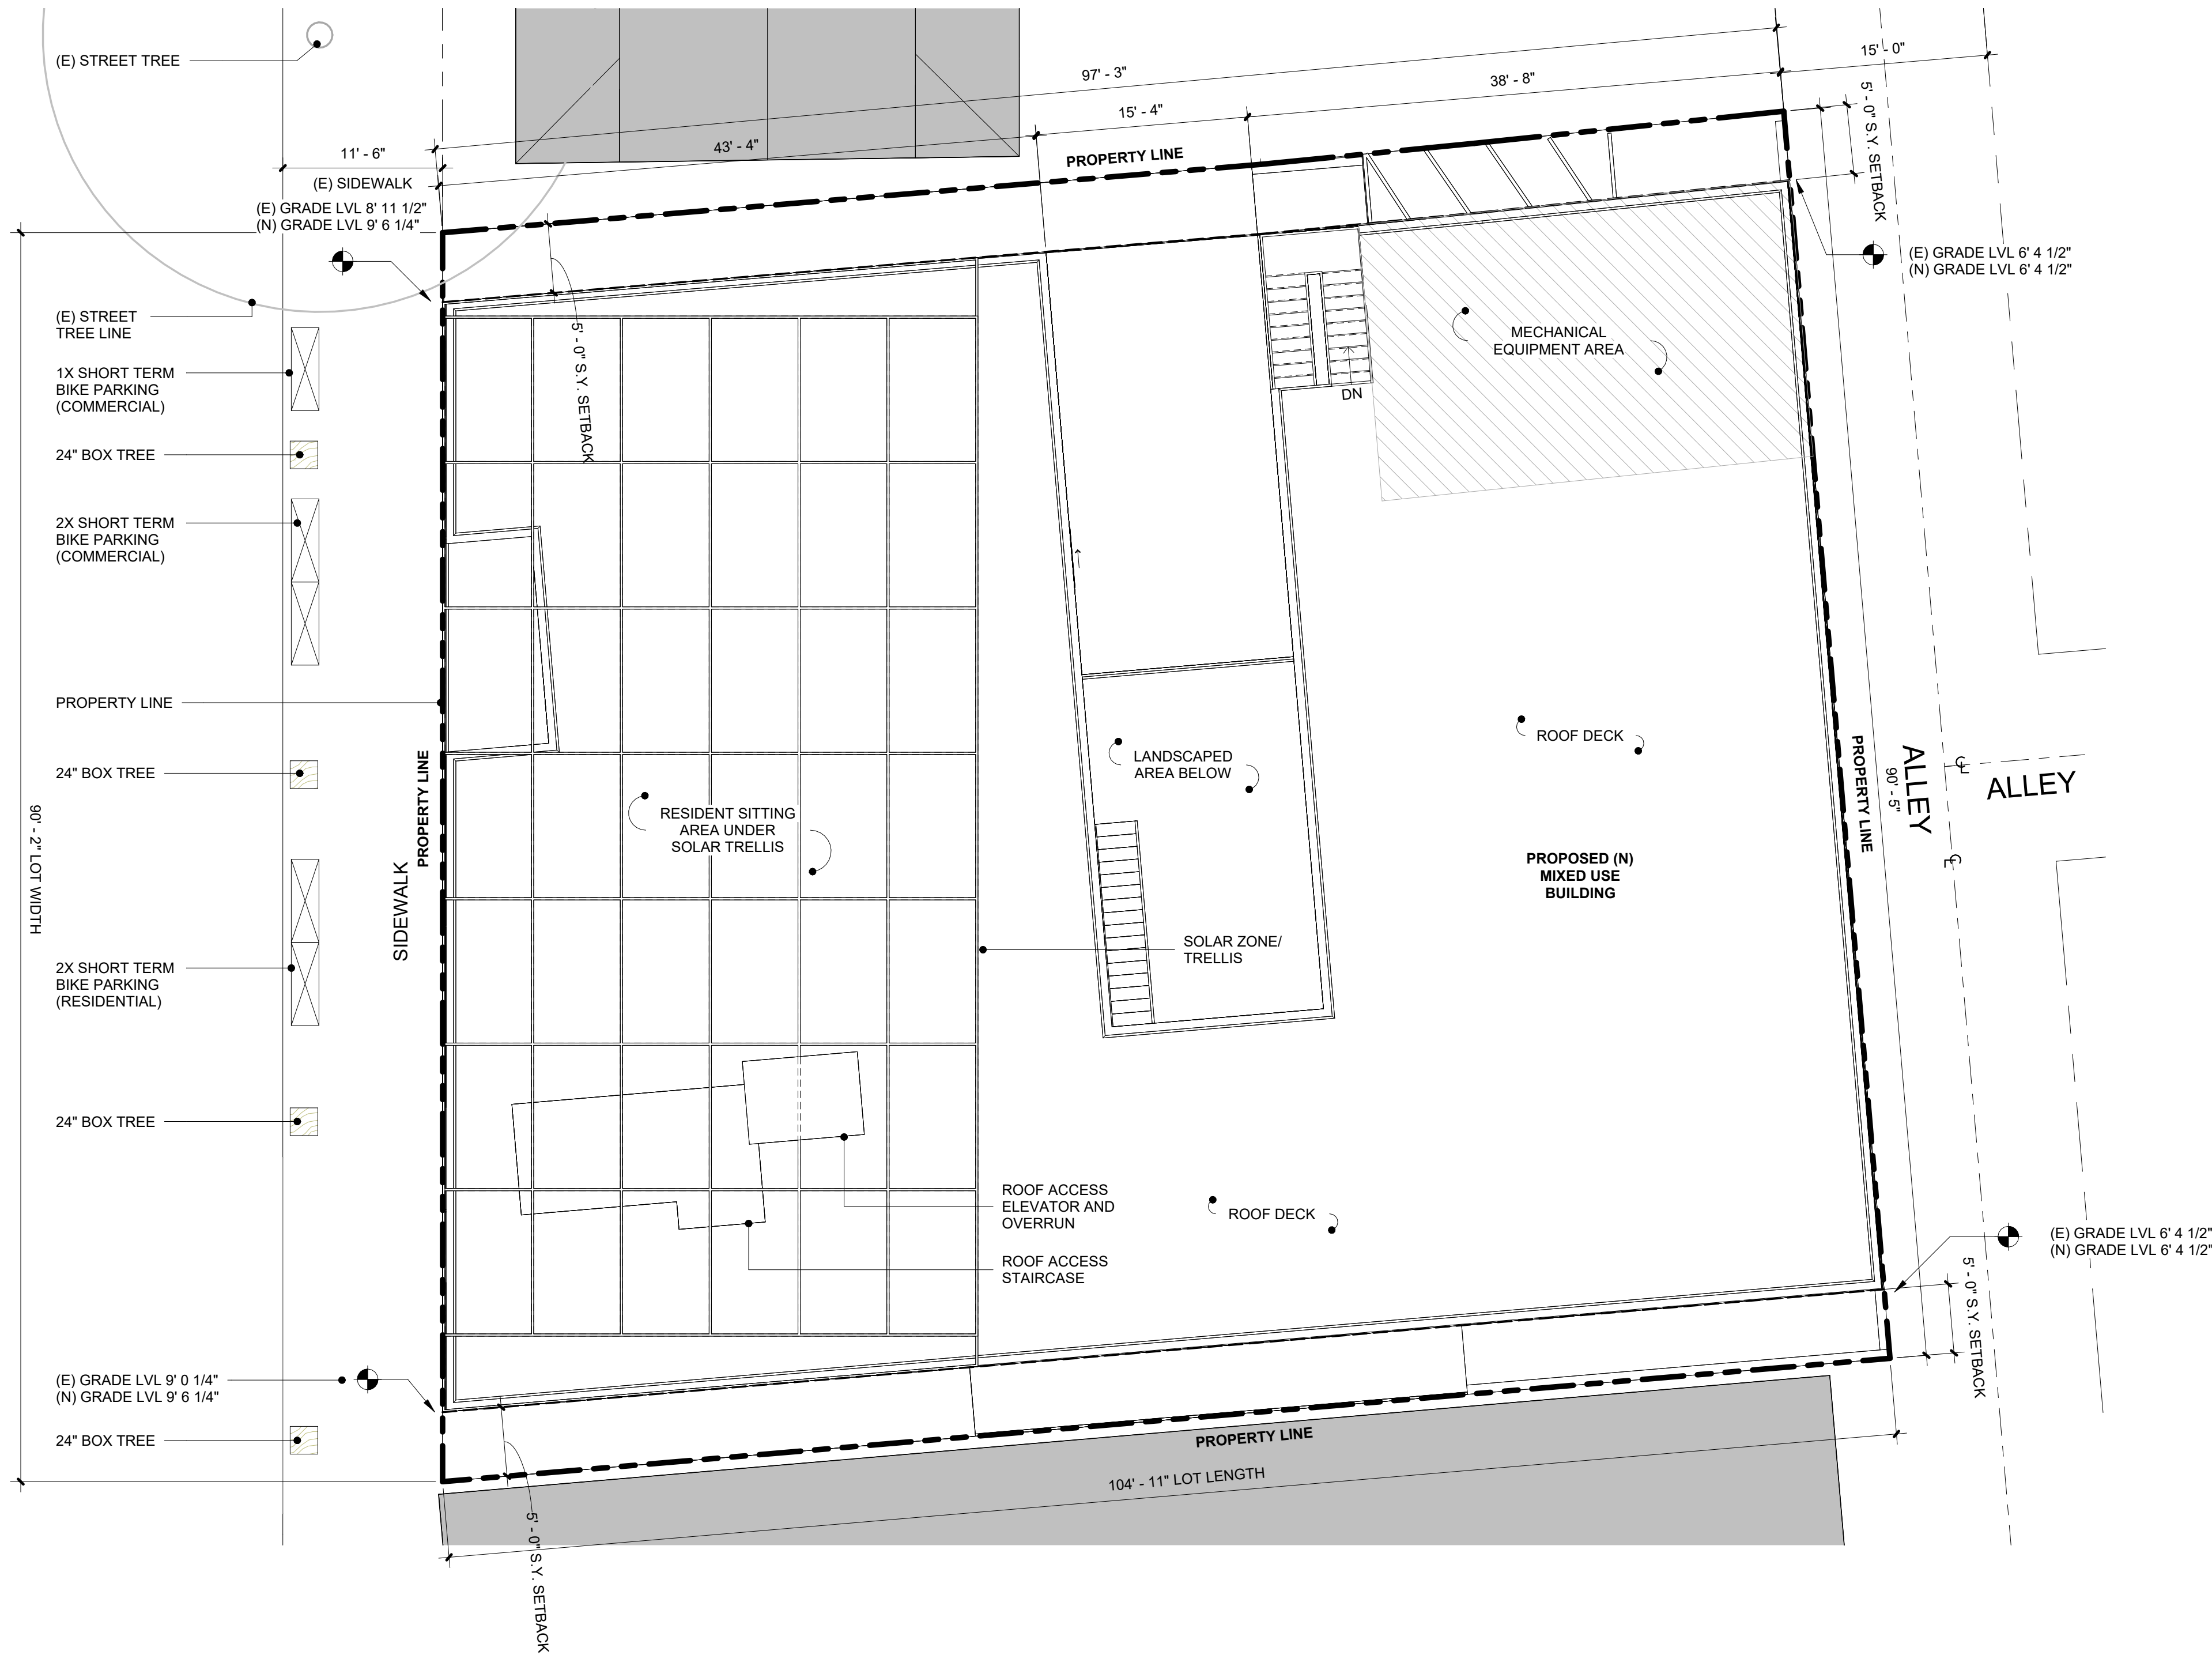 (E) STREET TREE
97' - 3"
15' - 0"
38' - 8"
15' - 4"
43' - 4"
11' - 6"
PROPERTY LINE
5' - 0" S.Y. SETBACK
(E) SIDEWALK
(E) GRADE LVL 8' 11 1/2"
(N) GRADE LVL 9' 6 1/4"
(E) GRADE LVL 6' 4 1/2"
(N) GRADE LVL 6' 4 1/2"
(E) STREET
TREE LINE
5' - 0" S.Y. SETBACK
MECHANICAL
EQUIPMENT AREA
1X SHORT TERM
BIKE PARKING
(COMMERCIAL)
DN
24" BOX TREE
2X SHORT TERM
BIKE PARKING
(COMMERCIAL)
PROPERTY LINE
ROOF DECK
24" BOX TREE
LANDSCAPED
AREA BELOW
PROPERTY LINE
90' - 5"
ALLEY
CL
ALLEY
CL
90' - 2" LOT WIDTH
SIDEWALK
PROPERTY LINE
RESIDENT SITTING
AREA UNDER
SOLAR TRELLIS
PROPOSED (N)
MIXED USE
BUILDING
SOLAR ZONE/
TRELLIS
2X SHORT TERM
BIKE PARKING
(RESIDENTIAL)
24" BOX TREE
ROOF ACCESS
ELEVATOR AND
OVERRUN
ROOF DECK
ROOF ACCESS
STAIRCASE
(E) GRADE LVL 6' 4 1/2"
(N) GRADE LVL 6' 4 1/2"
5' - 0" S.Y. SETBACK
(E) GRADE LVL 9' 0 1/4"
(N) GRADE LVL 9' 6 1/4"
24" BOX TREE
PROPERTY LINE
104' - 11" LOT LENGTH
5' - 0" S.Y. SETBACK